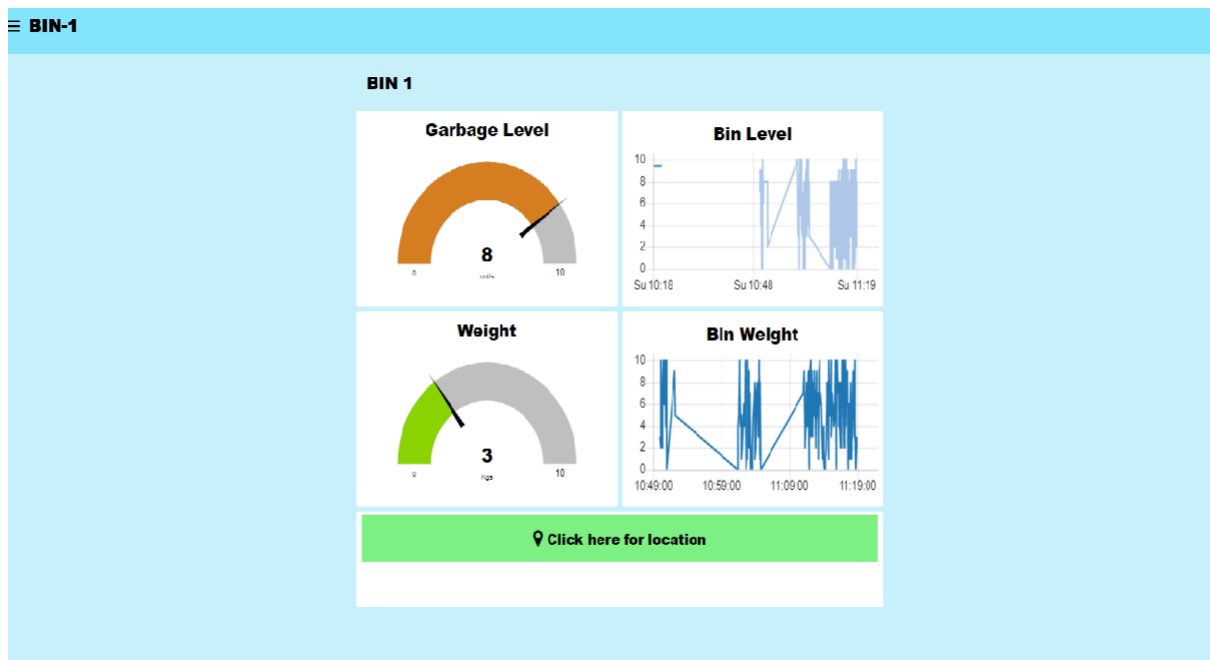 BIN-1
BIN 1
Garbage Level
8
units
0
10
Bin Level
10
8
6
4
2
0
Su 10:18
Su 10:48
Su 11:19
Weight
3
0
10
Bin Weight
10
8
6
4
2
0
10:49:00
10:59:00
11:09:00
11:19:00
Click here for location